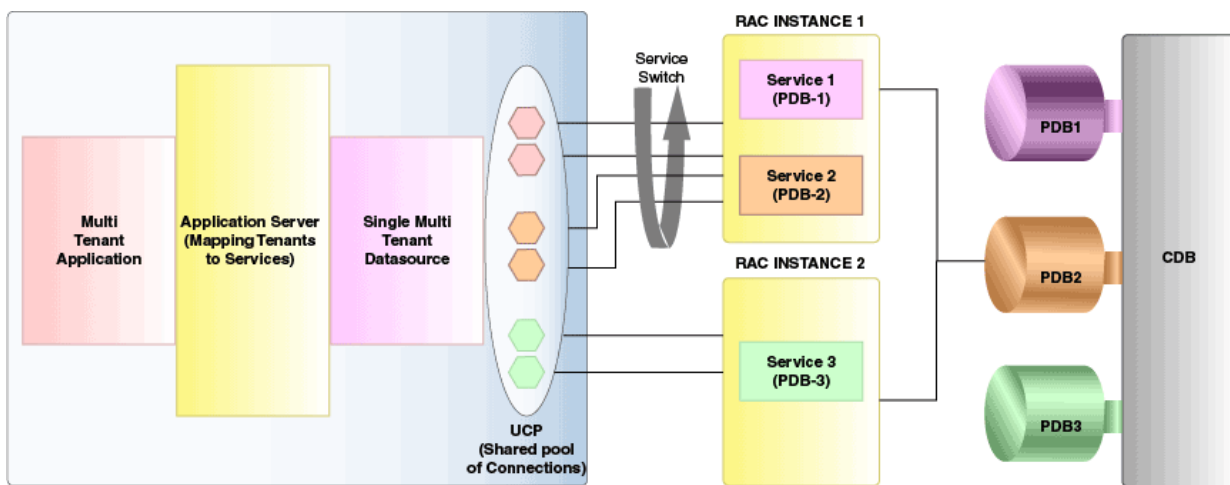 Multi
Tenant
Application
Application Server
(Mapping Tenants
to Services)
Single Multi
Tenant
Datasource
UCP
(Shared pool
of Connections)
Service
Switch
RAC INSTANCE 1
Service 1
(PDB-1)
Service 2
(PDB-2)
RAC INSTANCE 2
Service 3
(PDB-3)
PDB1
PDB2
PDB3
CDB